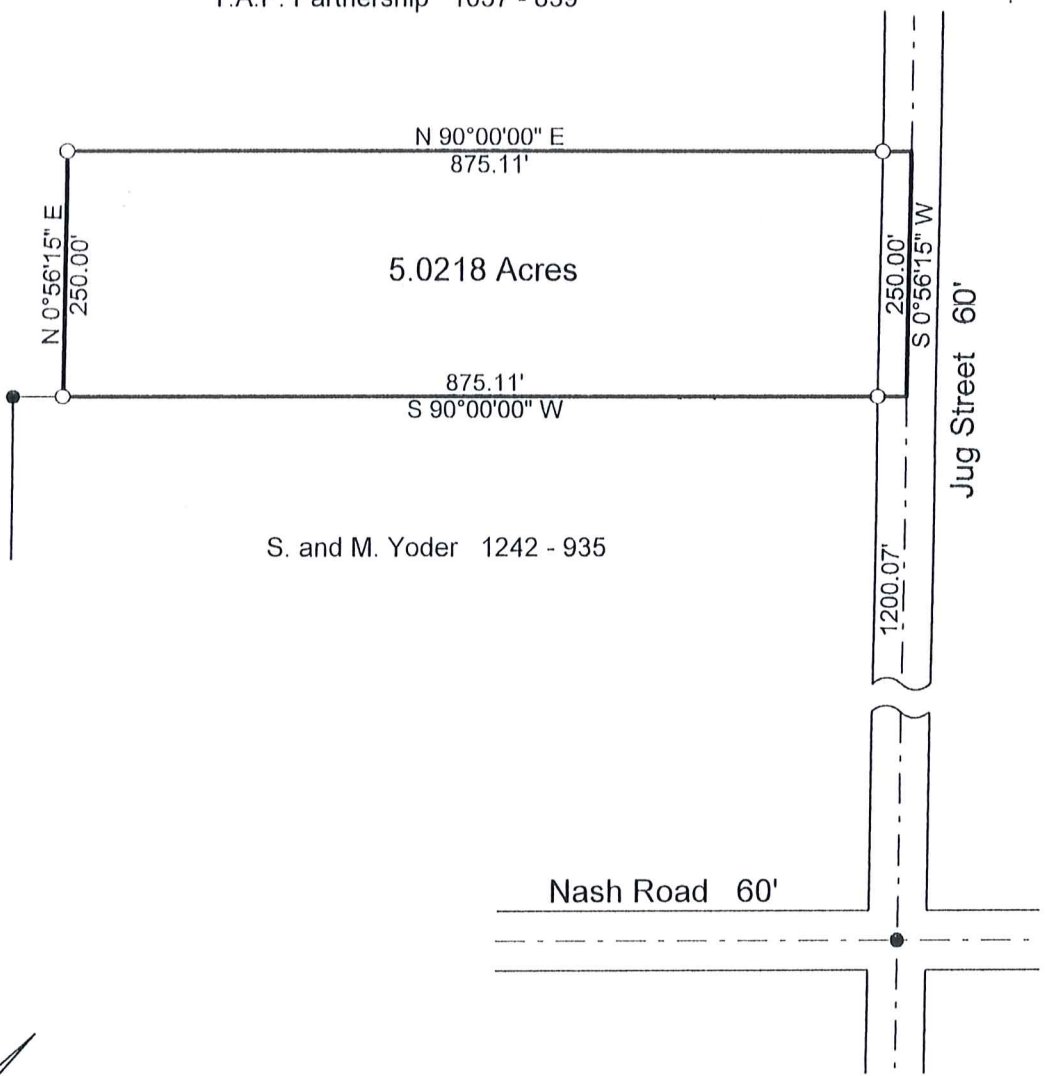 Partnership
N 90°00'00" E
875.11'
N 0°56'15" E
250.00'
5.0218 Acres
250.00'
S 0°56'15" W
Jug Street 60'
875.11'
S 90°00'00" W
S. and M. Yoder 1242 - 935
1200.07'
Nash Road 60'